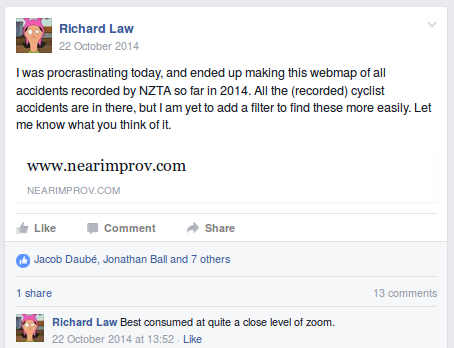 Richard Law
22 October 2014
I was procrastinating today, and ended up making this webmap of all
accidents recorded by NZTA so far in 2014. All the (recorded) cyclist
accidents are in there, but I am yet to add a filter to find these more easily. Let
me know what you think of it.
www.nearimprov.com
NEARIMPROV.COM
Like Comment Share
Jacob Daubé, Jonathan Ball and 7 others
1 share 13 comments
Richard Law Best consumed at quite a close level of zoom.
22 October 2014 at 13:52 · Like